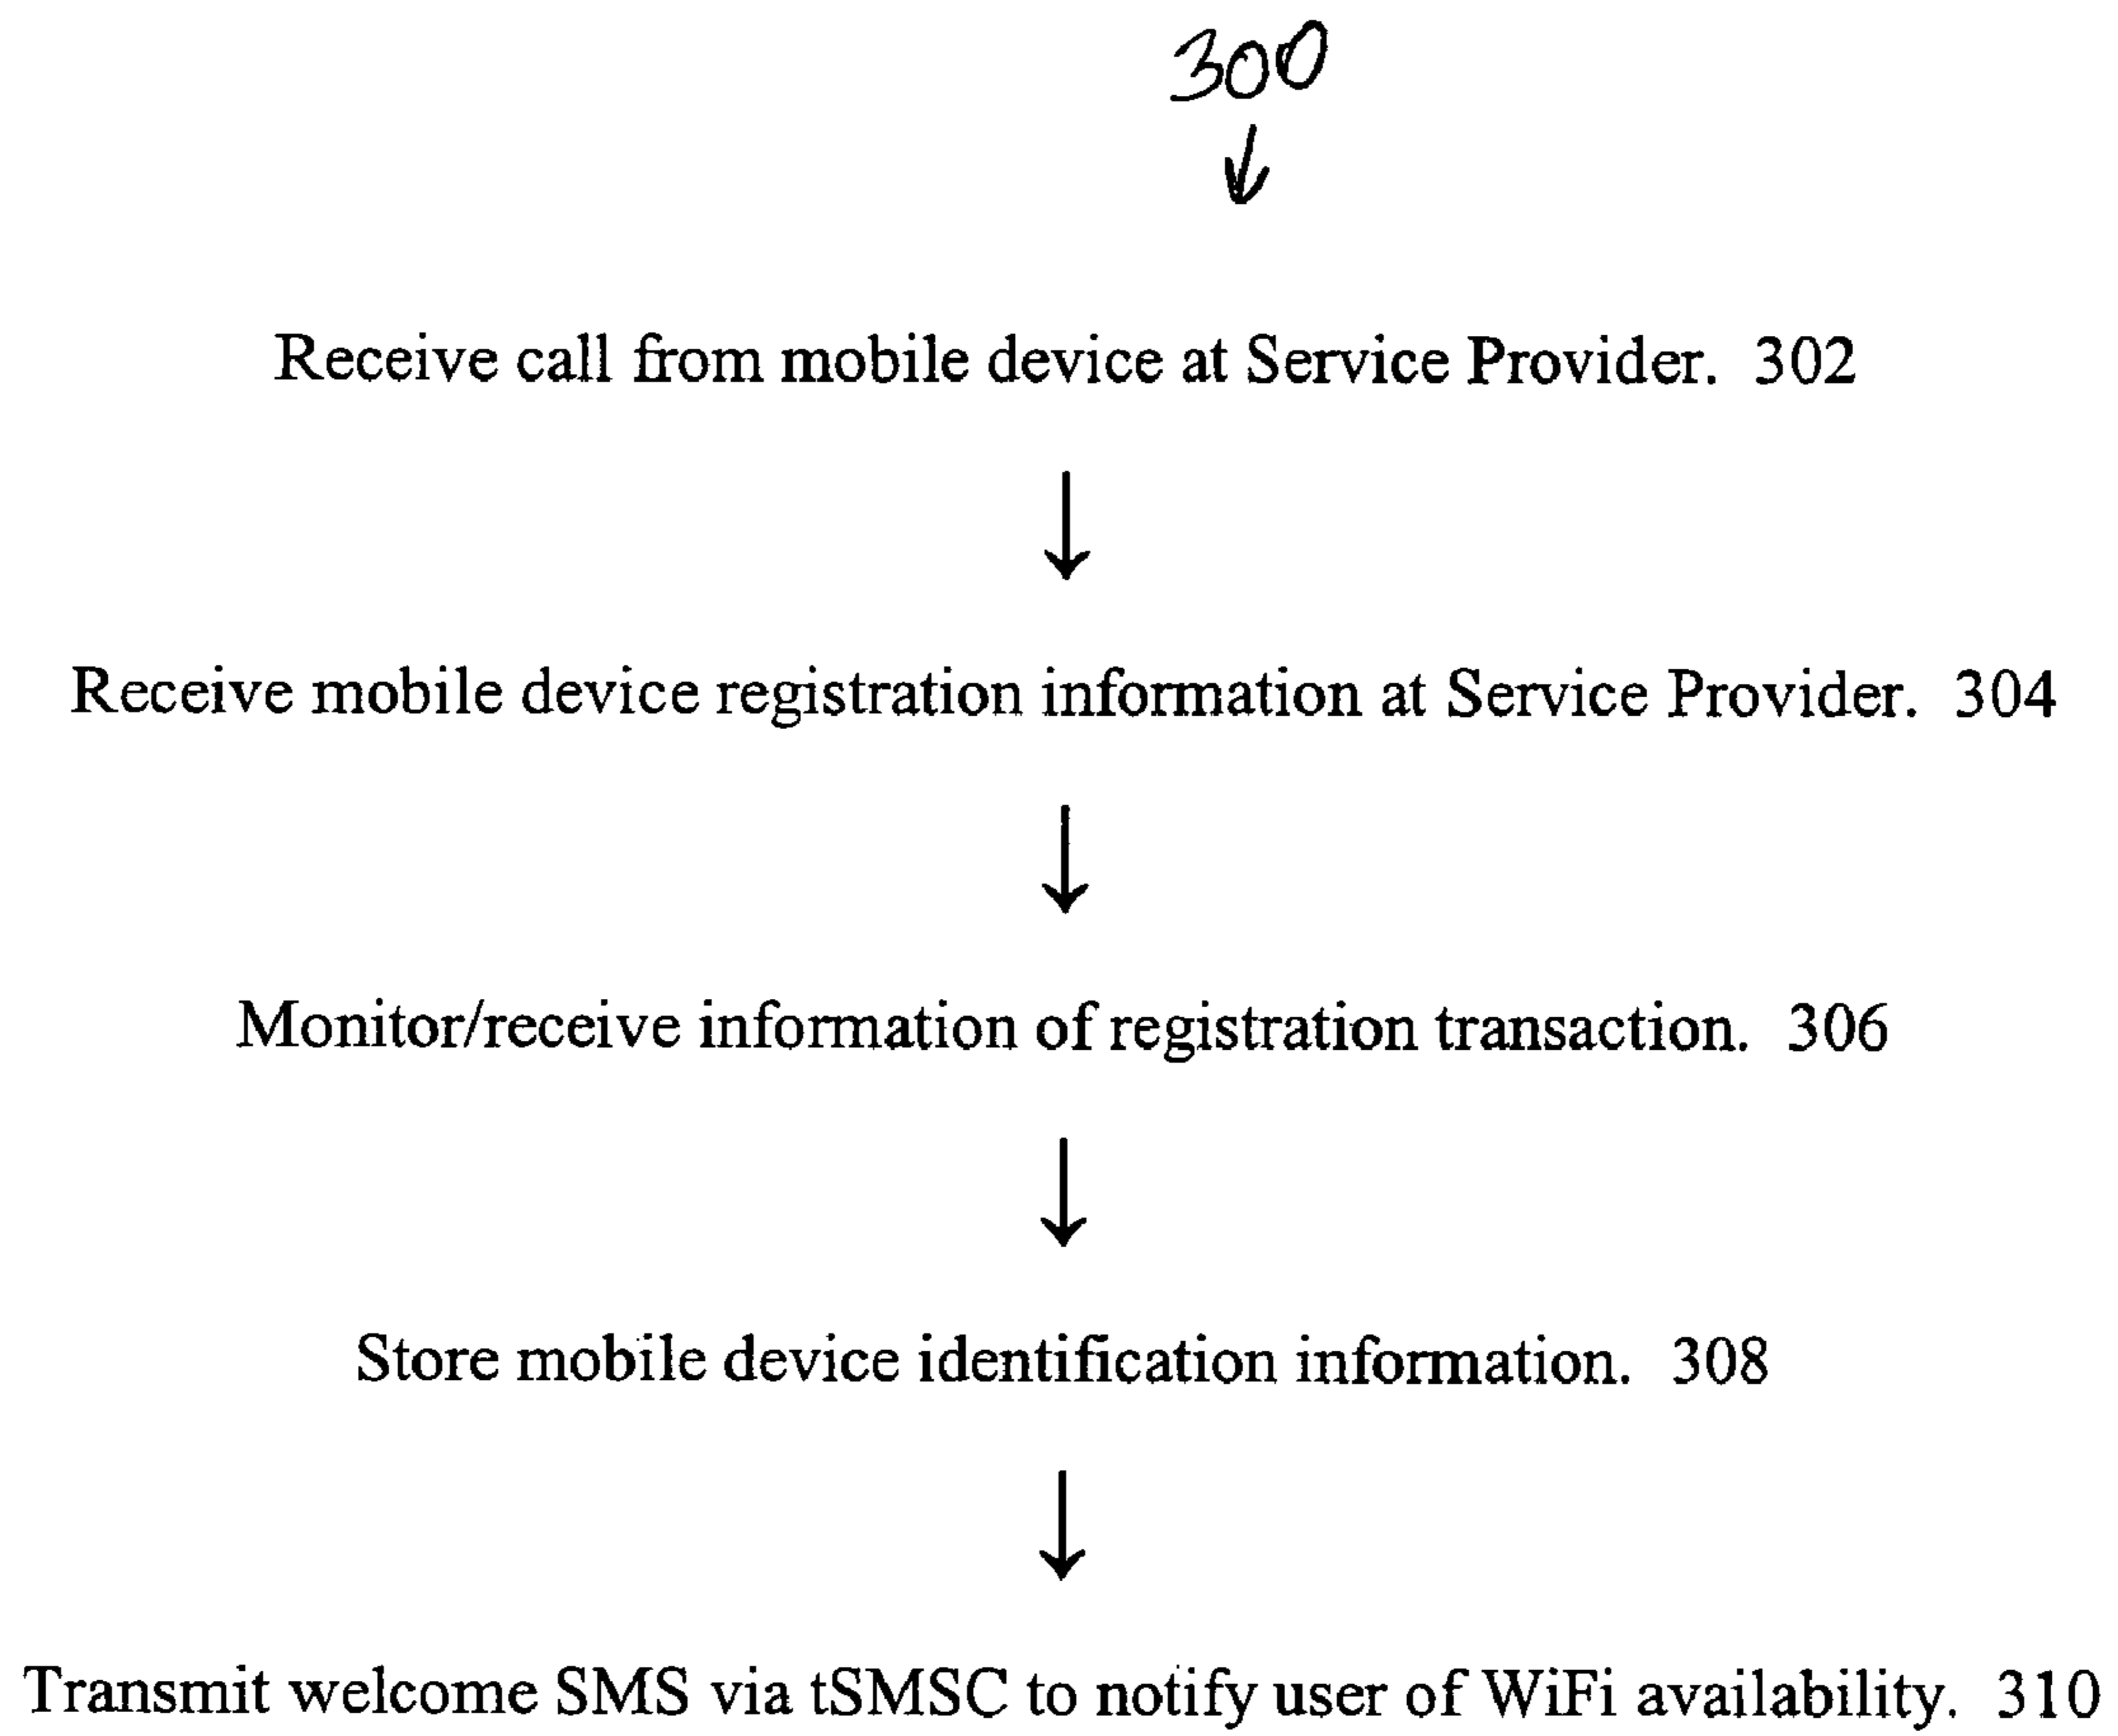 300
Receive call from mobile device at Service Provider. 302
Receive mobile device registration information at Service Provider. 304
Monitor/receive information of registration transaction. 306
Store mobile device identification information. 308
Transmit welcome SMS via tSMSC to notify user of WiFi availability. 310